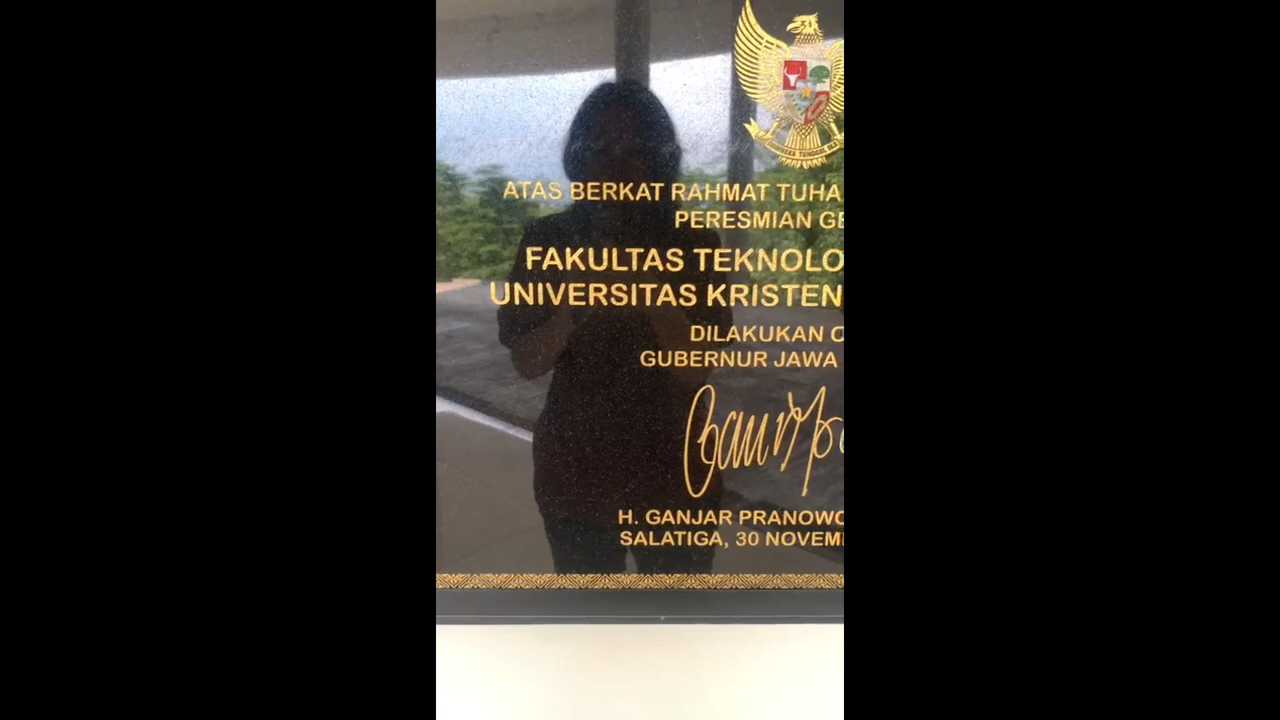 ATAS BERKAT RAHMAT TUHA
PERESMIAN GE
FAKULTAS TEKNOLO
UNIVERSITAS KRISTEN
DILAKUKAN O
GUBERNUR JAWA
H. GANJAR PRANOWO
SALATIGA, 30 NOVEM